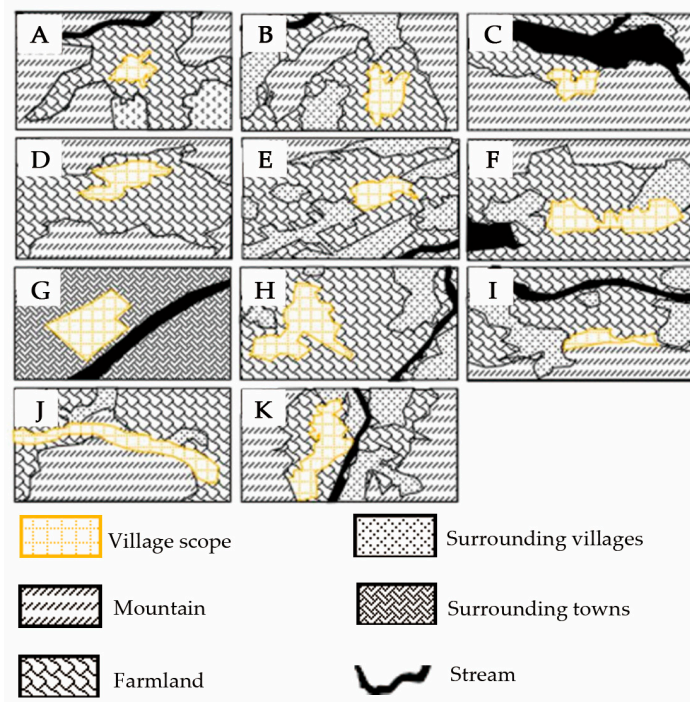 A
B
C
D
E
F
G
H
I
J
K
Village scope
Surrounding villages
Mountain
Surrounding towns
Farmland
Stream